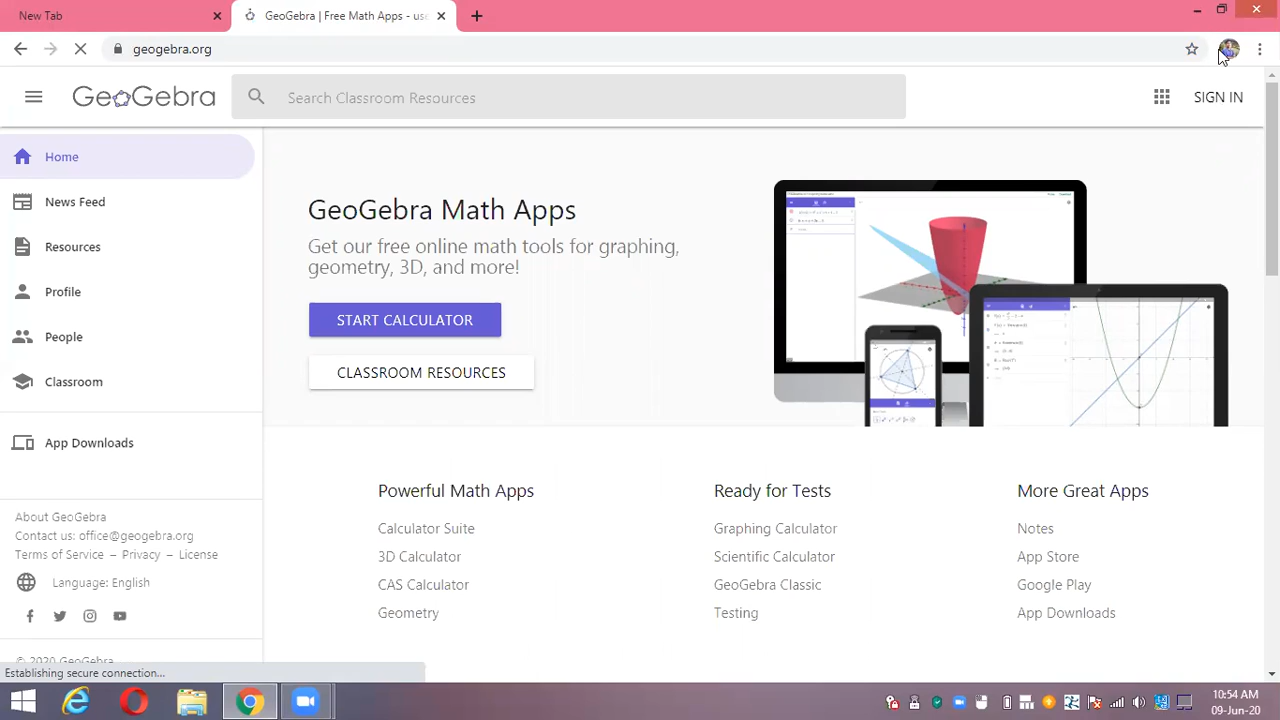 New Tab
GeoGebra | Free Math Apps - use
geogebra.org
GeoGebra
Search Classroom Resources
SIGN IN
Home
News Feed
Resources
Profile
People
Classroom
App Downloads
About GeoGebra
Contact us: office@geogebra.org
Terms of Service – Privacy – License
Language: English
© 2020 GeoGebra
GeoGebra Math Apps
Get our free online math tools for graphing,
geometry, 3D, and more!
START CALCULATOR
CLASSROOM RESOURCES
Powerful Math Apps
Calculator Suite
3D Calculator
CAS Calculator
Geometry
Ready for Tests
Graphing Calculator
Scientific Calculator
GeoGebra Classic
Testing
More Great Apps
Notes
App Store
Google Play
App Downloads
Establishing secure connection...
10:54 AM
09-Jun-20